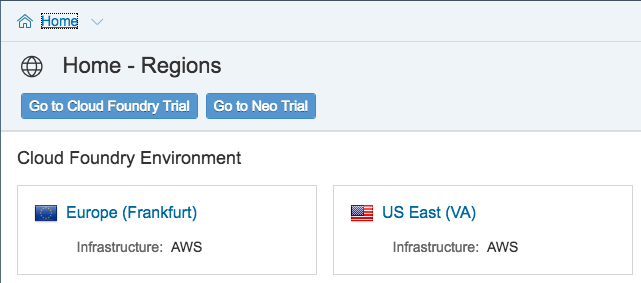 Home
Home - Regions
Go to Cloud Foundry Trial Go to Neo Trial
Cloud Foundry Environment
Europe (Frankfurt) US East (VA)
Infrastructure: AWS Infrastructure: AWS